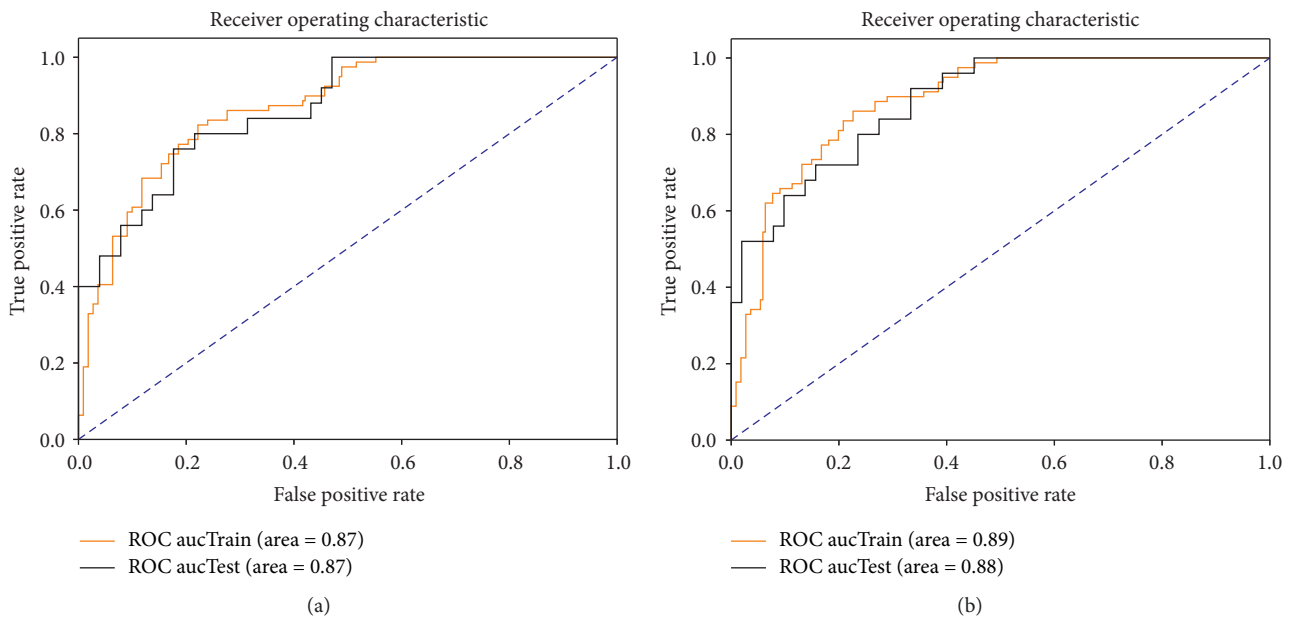 Receiver operating characteristic
1.0
0.8
0.6
0.4
0.2
0.0
True positive rate
0.0 0.2 0.4 0.6 0.8 1.0
False positive rate
ROC aucTrain (area = 0.87)
ROC aucTest (area = 0.87)
(a)
Receiver operating characteristic
1.0
0.8
0.6
0.4
0.2
0.0
True positive rate
0.0 0.2 0.4 0.6 0.8 1.0
False positive rate
ROC aucTrain (area = 0.89)
ROC aucTest (area = 0.88)
(b)